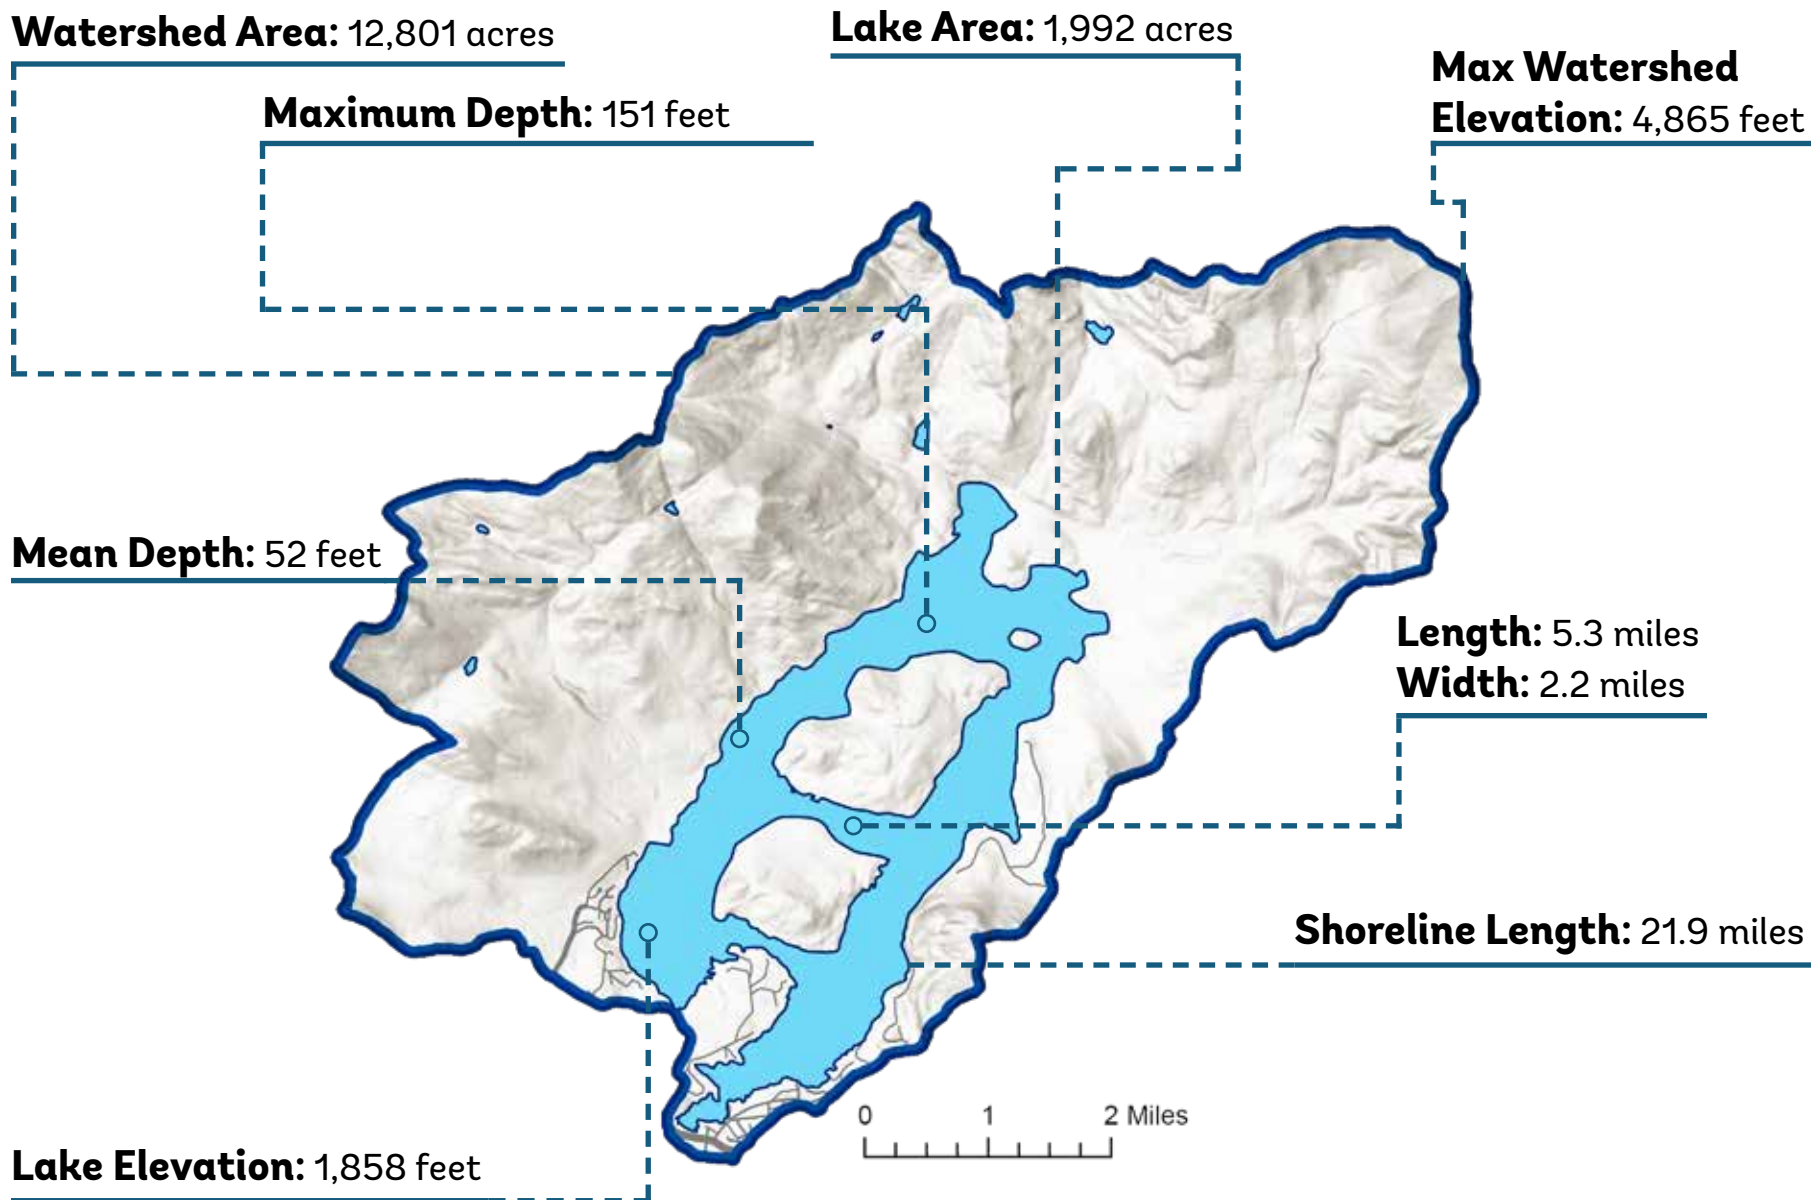 Watershed Area: 12,801 acres
Lake Area: 1,992 acres
Max Watershed
Elevation: 4,865 feet
Maximum Depth: 151 feet
Mean Depth: 52 feet
Length: 5.3 miles
Width: 2.2 miles
Shoreline Length: 21.9 miles
0 1 2 Miles
Lake Elevation: 1,858 feet